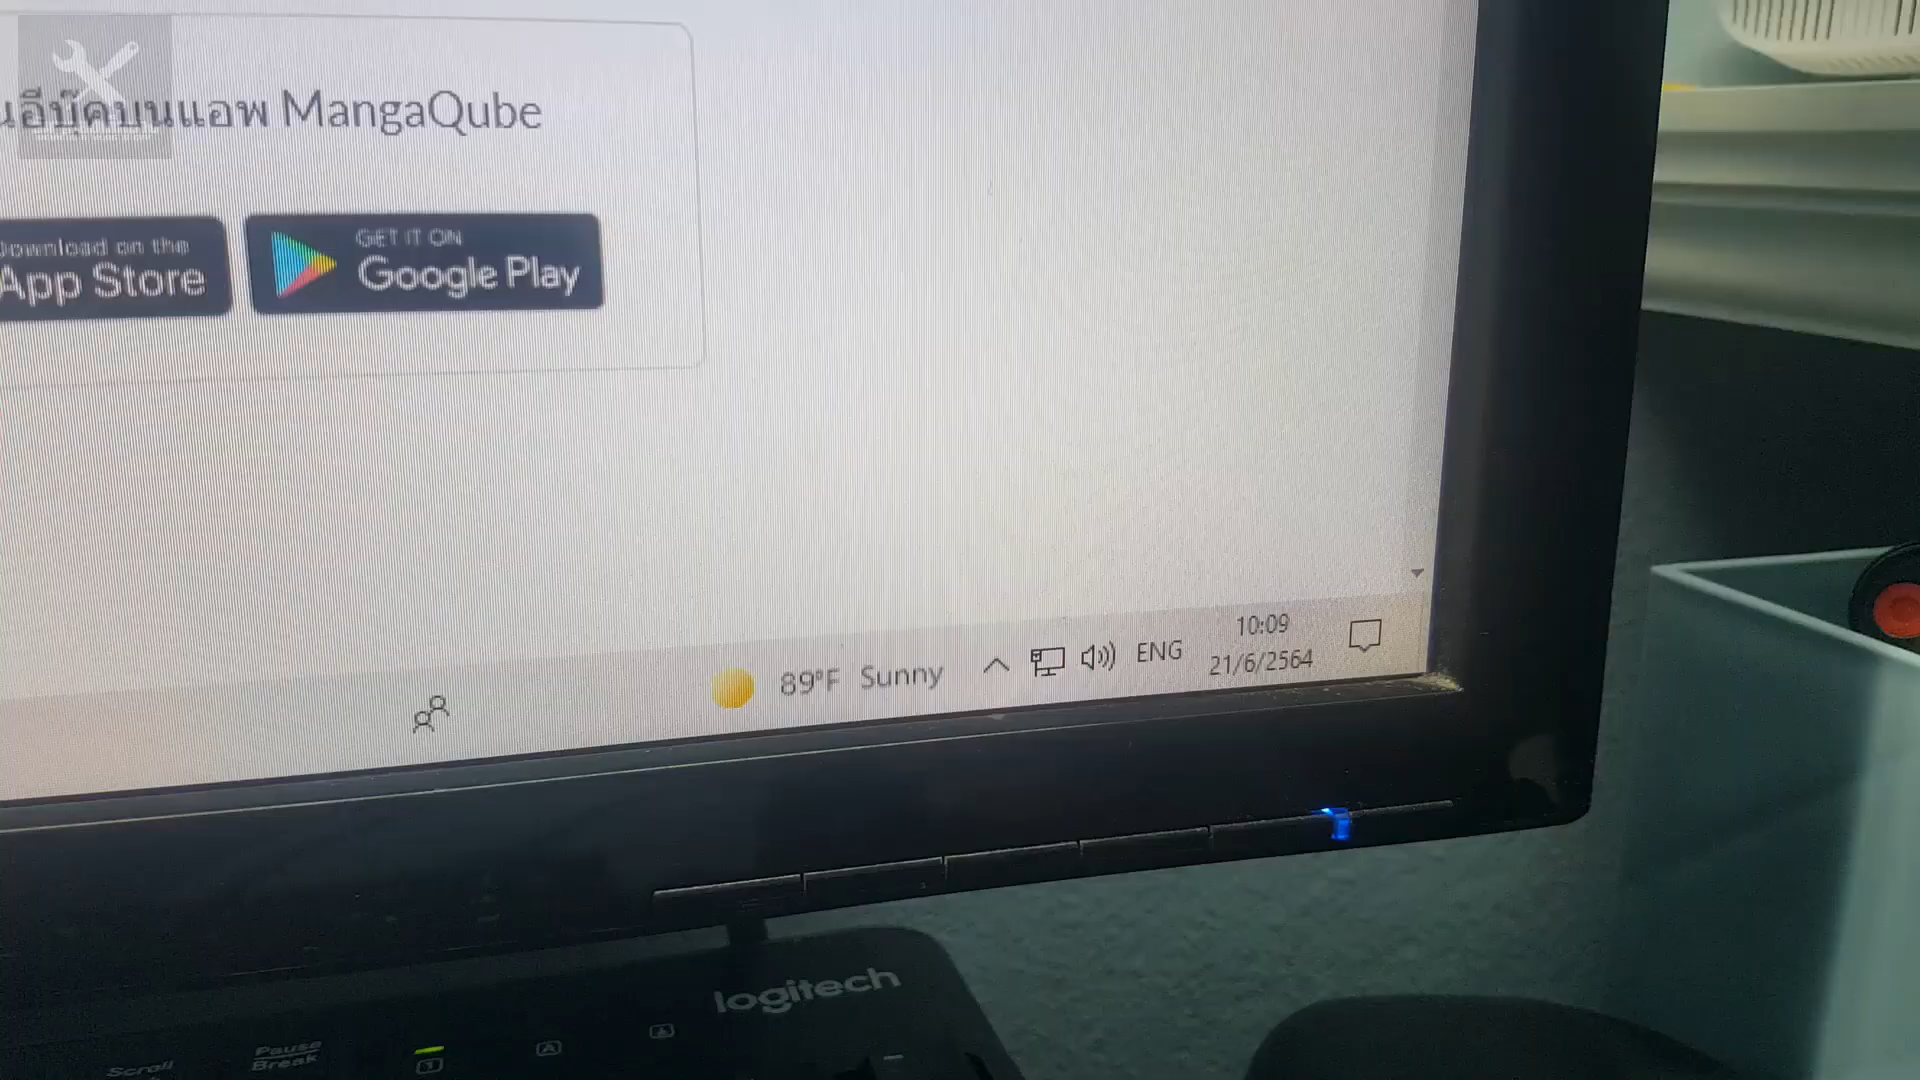 นอีบุ๊คบนแอพ MangaQube
Download on the
App Store
GET IT ON
Google Play
89°F Sunny
ENG
10:09
21/6/2564
logitech
Scroll
Pause
Break
1
A